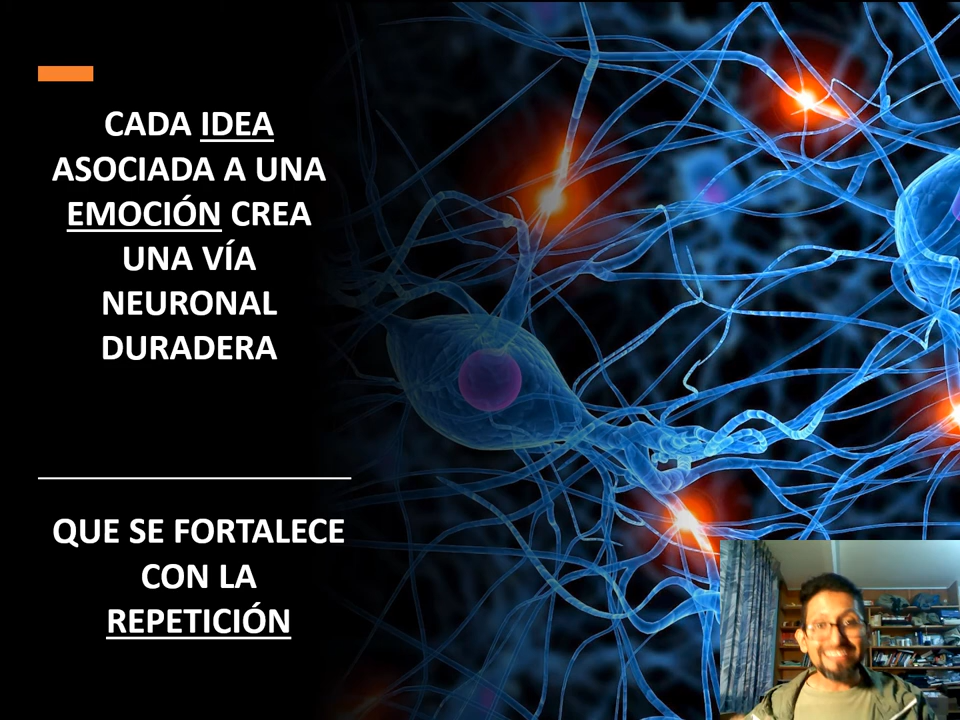 CADA IDEA
ASOCIADA A UNA
EMOCIÓN CREA
UNA VÍA
NEURONAL
DURADERA
QUE SE FORTALECE
CON LA
REPETICIÓN